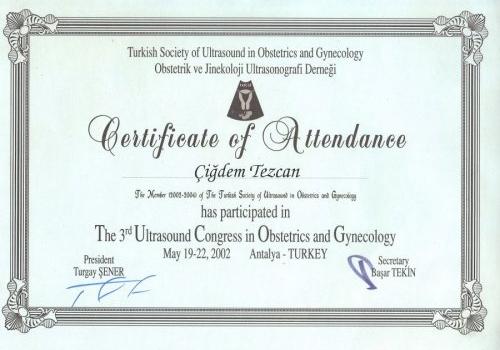 Turkish Society of Ultrasound in Obstetrics and Gynecology
Obstetrik ve Jinekoloji Ultrasonografi Derneği
Certificate of Attendance
Çiğdem Tezcan
The Member (2002-2004) of The Turkish Society of Ultrasound in Obstetrics and Gynecology
has participated in
The 3rd Ultrasound Congress in Obstetrics and Gynecology
May 19-22, 2002 Antalya - TURKEY
President
Turgay ŞENER
Secretary
Başar TEKİN